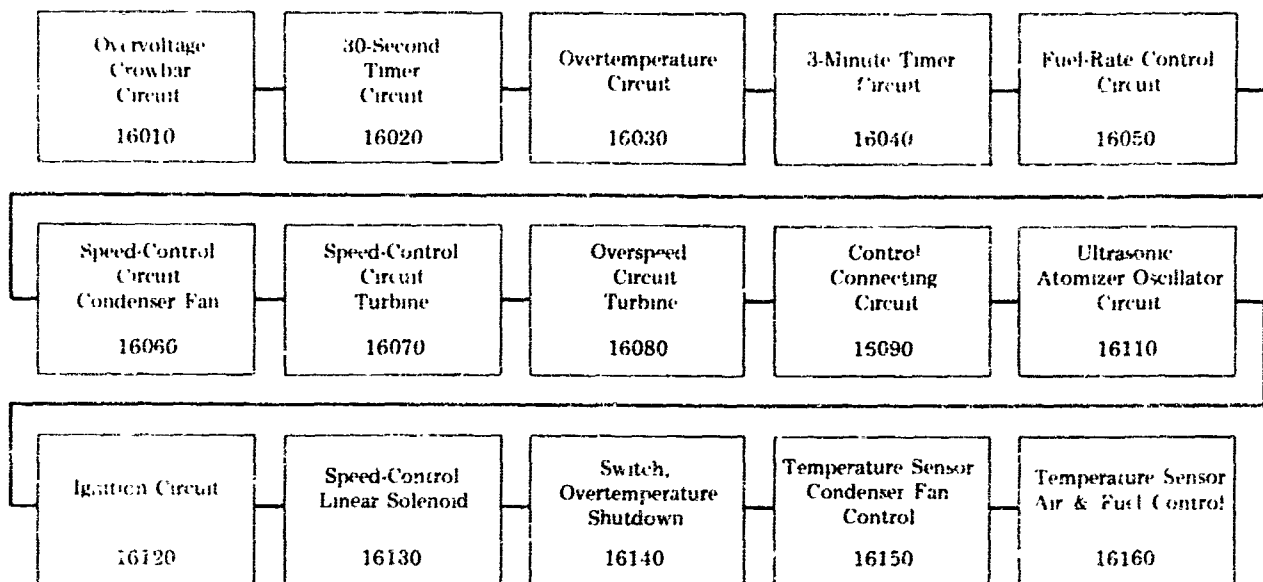 Overvoltage
Crowbar
Circuit
16010
30-Second
Timer
Circuit
16020
Overtemperature
Circuit
16030
3-Minute Timer
Circuit
16040
Fuel-Rate Control
Circuit
16050
Speed-Control
Circuit
Condenser Fan
16060
Speed-Control
Circuit
Turbine
16070
Overspeed
Circuit
Turbine
16080
Control
Connecting
Circuit
15090
Ultrasonic
Atomizer Oscillator
Circuit
16110
Ignition Circuit
16120
Speed-Control
Linear Solenoid
16130
Switch,
Overtemperature
Shutdown
16140
Temperature Sensor
Condenser Fan
Control
16150
Temperature Sensor
Air & Fuel Control
16160